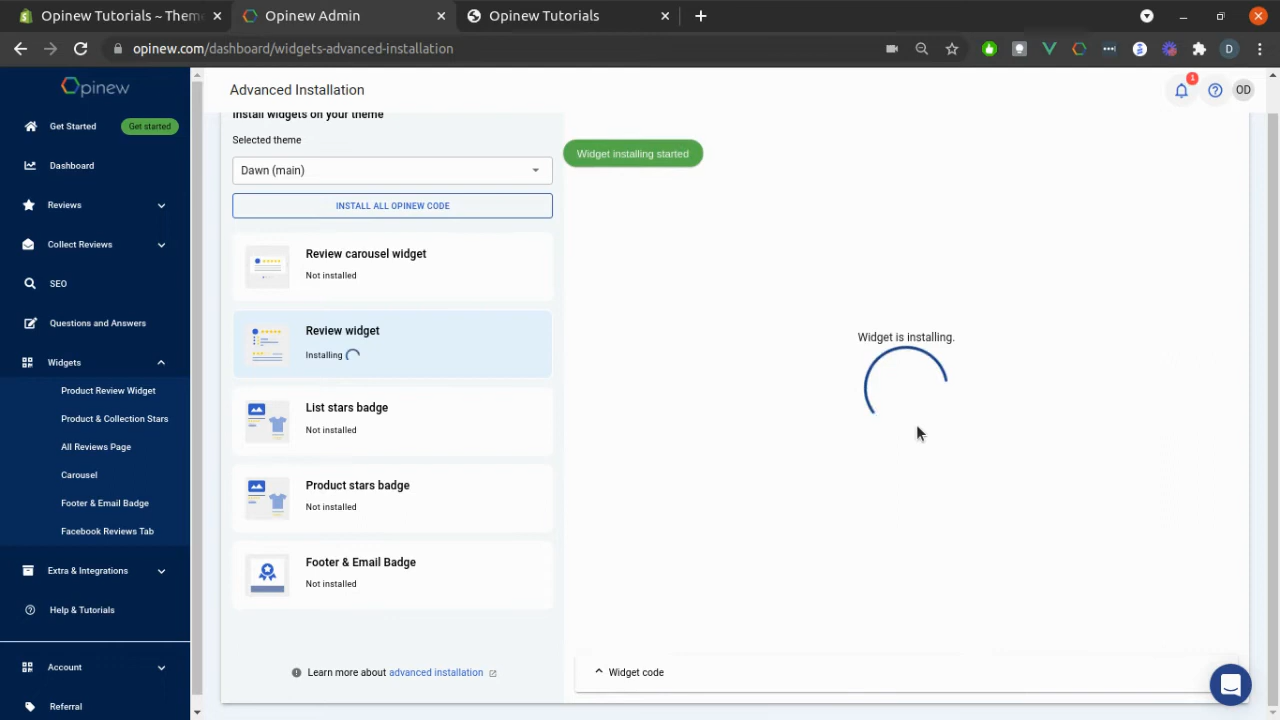 Opinew Tutorials ~ Them
Opinew Admin
Opinew Tutorials
opinew.com/dashboard/widgets-advanced-installation
D
Opinew
Get Started
Get started
Dashboard
Reviews
Collect Reviews
SEO
Questions and Answers
Widgets
Product Review Widget
Product & Collection Stars
All Reviews Page
Carousel
Footer & Email Badge
Facebook Reviews Tab
Extra & Integrations
Help & Tutorials
Account
Referral
Advanced Installation
1
OD
Install widgets on your theme
Selected theme
Dawn (main)
INSTALL ALL OPINEW CODE
Review carousel widget
Not installed
Review widget
Installing
List stars badge
Not installed
Product stars badge
Not installed
Footer & Email Badge
Not installed
Learn more about advanced installation
Widget installing started
Widget is installing.
Widget code